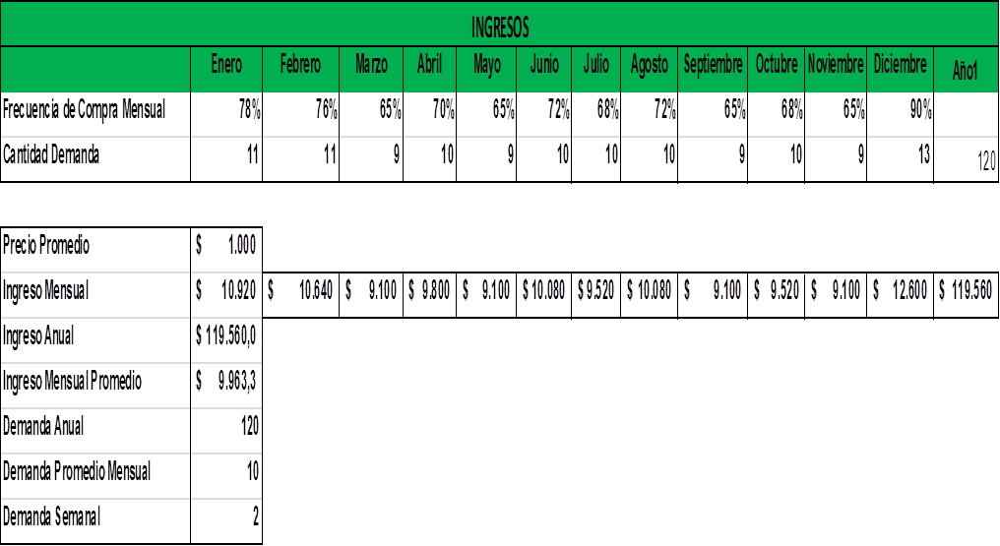 INGRESOS
Enero Febrero Marzo Abril Mayo Junio Julio Agosto Septiembre Octubre Noviembre Diciembre Año1
Frecuencia de Compra Mensual 78% 76% 65% 70% 65% 72% 68% 72% 65% 68% 65% 90%
Cantidad Demanda 11 11 9 10 9 10 10 10 9 10 9 13 120
Precio Promedio $ 1.000
Ingreso Mensual $ 10.920 $ 10.640 $ 9.100 $ 9.800 $ 9.100 $ 10.080 $ 9.520 $ 10.080 $ 9.100 $ 9.520 $ 9.100 $ 12.600 $ 119.560
Ingreso Anual $ 119.560,0
Ingreso Mensual Promedio $ 9.963,3
Demanda Anual 120
Demanda Promedio Mensual 10
Demanda Semanal 2